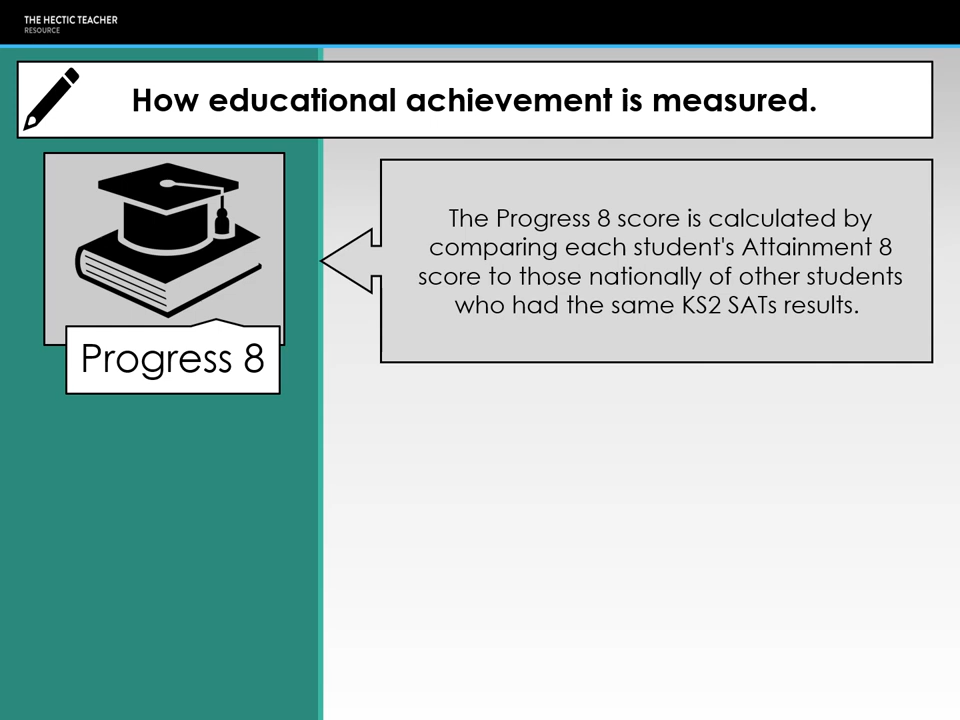 THE HECTIC TEACHER
RESOURCE
How educational achievement is measured.
The Progress 8 score is calculated by
comparing each student's Attainment 8
score to those nationally of other students
who had the same KS2 SATs results.
Progress 8